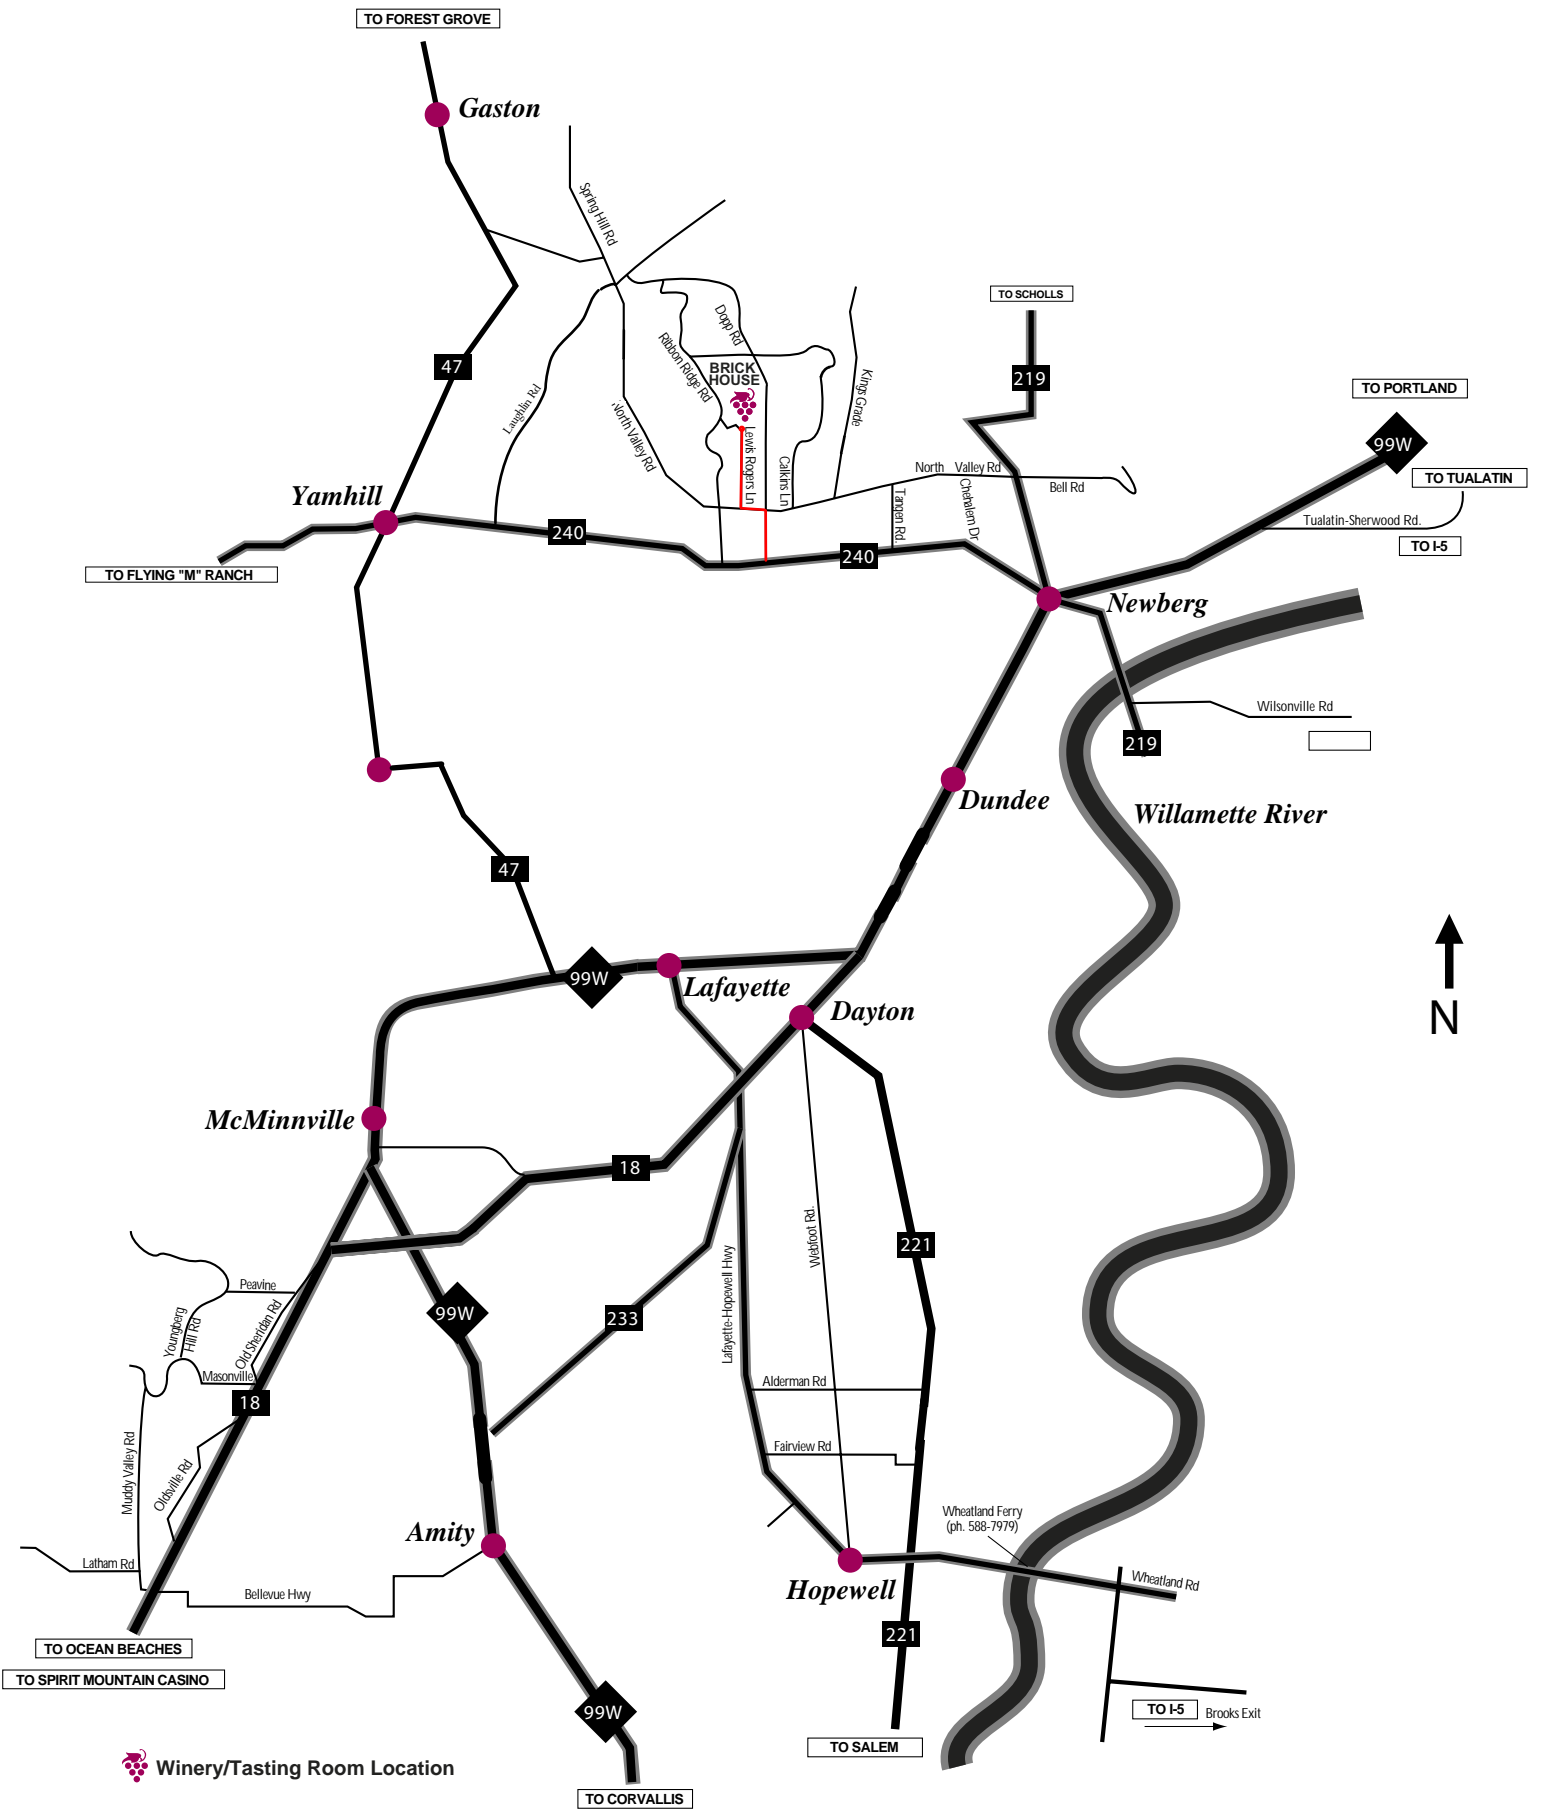 TO FOREST GROVE
Gaston
Spring Hill Rd
TO SCHOLLS
Dopp Rd
Ribbon Ridge Rd
47
BRICK
HOUSE
Kings Grade
219
TO PORTLAND
Laughlin Rd
North Valley Rd
Lewis Rogers Ln
Calkins Ln
99W
North Valley Rd
Bell Rd
TO TUALATIN
Yamhill
Tangen Rd.
Chehalem Dr
Tualatin-Sherwood Rd.
240
240
TO I-5
TO FLYING "M" RANCH
Newberg
Wilsonville Rd
219
Dundee
Willamette River
47
99W
Lafayette
Dayton
N
McMinnville
18
Webfoot Rd.
221
Lafayette-Hopewell Hwy
Peavine
Youngberg
Hill Rd
Old Sheridan Rd
99W
233
Masonville
Alderman Rd
18
Muddy Valley Rd
Oldsville Rd
Fairview Rd
Wheatland Ferry
(ph. 588-7979)
Amity
Latham Rd
Hopewell
Wheatland Rd
Bellevue Hwy
221
TO OCEAN BEACHES
TO SPIRIT MOUNTAIN CASINO
99W
TO I-5
Brooks Exit
TO SALEM
Winery/Tasting Room Location
TO CORVALLIS